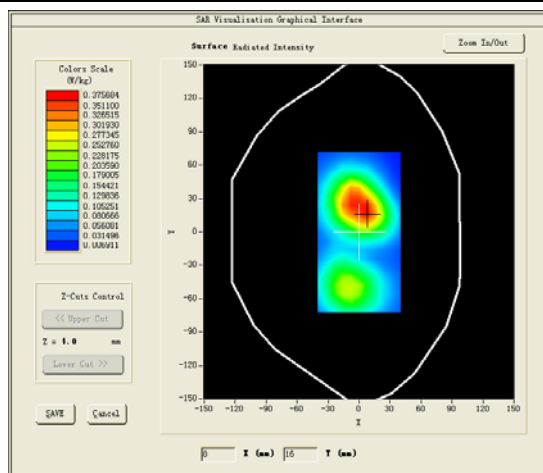 SAR Visualisation Graphical Interface
Surface Radiated Intensity
Zoom In/Out
Colors Scale
(W/kg)
0.375684
0.351100
0.326515
0.301930
0.277345
0.252760
0.228175
0.203590
0.179005
0.154421
0.129836
0.105251
0.080666
0.056081
0.031496
0.006911
Z-Cuts Control
<< Upper Cut
Z = 4.0 mm
Lower Cut >>
SAVE
Cancel
150
120
90
60
30
0
-30
-60
-90
-120
-150
Y
-150 -120 -90 -60 -30 0 30 60 90 120 150
X
8 X (mm) 16 Y (mm)